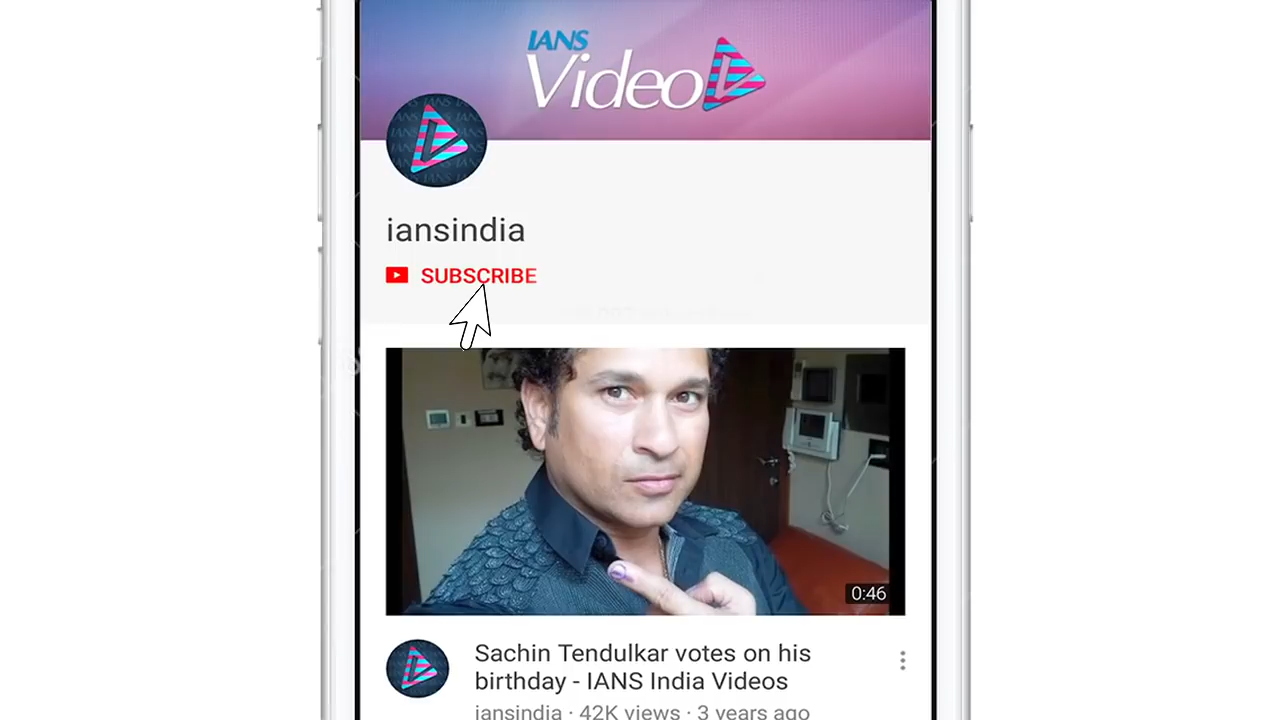 IANS
Video
iansindia
SUBSCRIBE
0:46
Sachin Tendulkar votes on his
birthday - IANS India Videos
iansindia · 42K views · 3 years ago